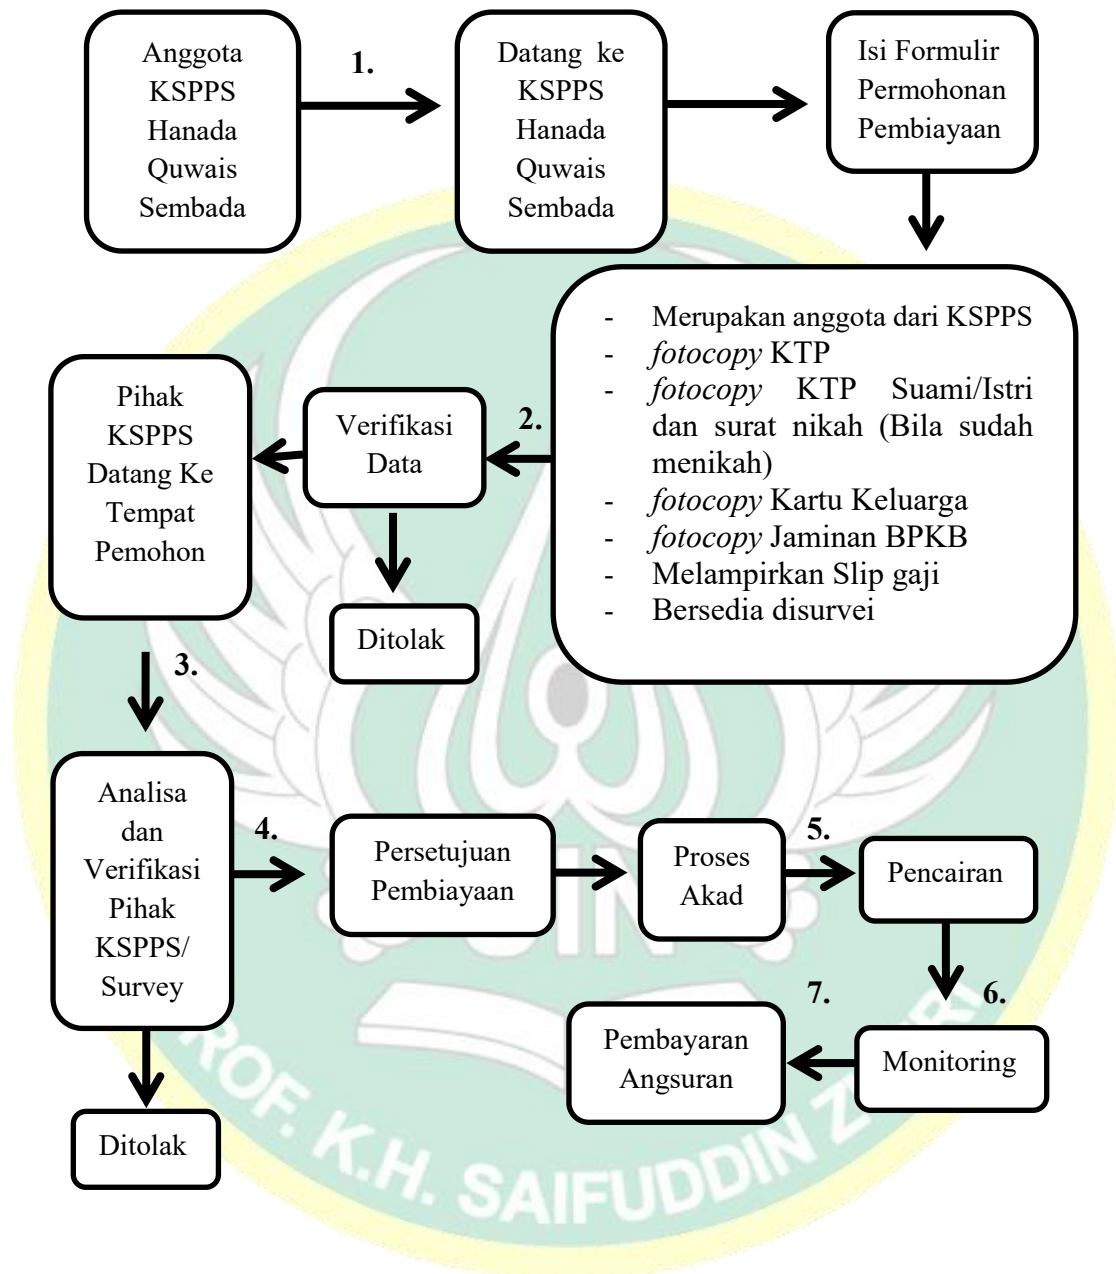 Anggota
KSPPS
Hanada
Quwais
Sembada
1.
Datang ke
KSPPS
Hanada
Quwais
Sembada
Isi Formulir
Permohonan
Pembiayaan
- Merupakan anggota dari KSPPS
- fotocopy KTP
- fotocopy KTP Suami/Istri
dan surat nikah (Bila sudah
menikah)
- fotocopy Kartu Keluarga
- fotocopy Jaminan BPKB
- Melampirkan Slip gaji
- Bersedia disurvei
2.
Verifikasi
Data
Ditolak
Pihak
KSPPS
Datang Ke
Tempat
Pemohon
3.
Analisa
dan
Verifikasi
Pihak
KSPPS/
Survey
Ditolak
4.
Persetujuan
Pembiayaan
Proses
Akad
5.
Pencairan
6.
Monitoring
7.
Pembayaran
Angsuran
UIN
PROF. K.H. SAIFUDDIN